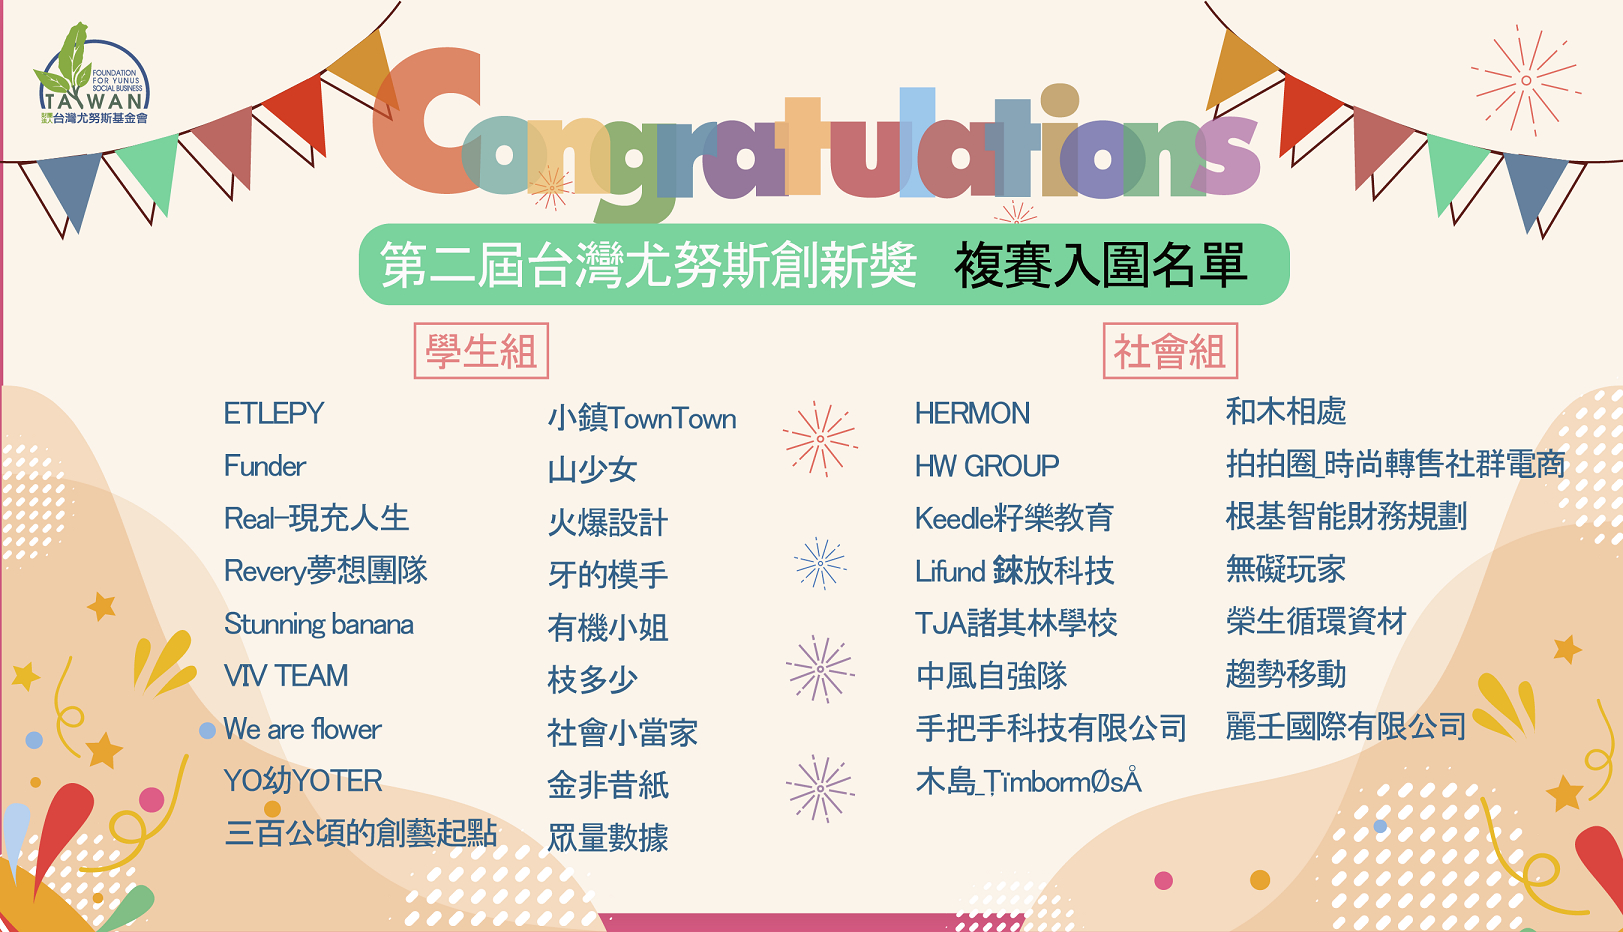 FOUNDATION
FOR YUNUS
SOCIAL BUSINESS
TAIWAN
財團法人台灣尤努斯基金會
Congratulations
第二屆台灣尤努斯創新獎 複賽入圍名單
學生組
ETLEPY
Funder
Real-現充人生
Revery夢想團隊
Stunning banana
VIV TEAM
We are flower
YO幼YOTER
三百公頃的創藝起點
小鎮TownTown
山少女
火爆設計
牙的模手
有機小姐
枝多少
社會小當家
金非昔紙
眾量數據
社會組
HERMON
HW GROUP
Keedle籽樂教育
Lifund 錸放科技
TJA諸其林學校
中風自強隊
手把手科技有限公司
木島_ṬïmbormØsÅ
和木相處
拍拍圈_時尚轉售社群電商
根基智能財務規劃
無礙玩家
榮生循環資材
趨勢移動
麗壬國際有限公司